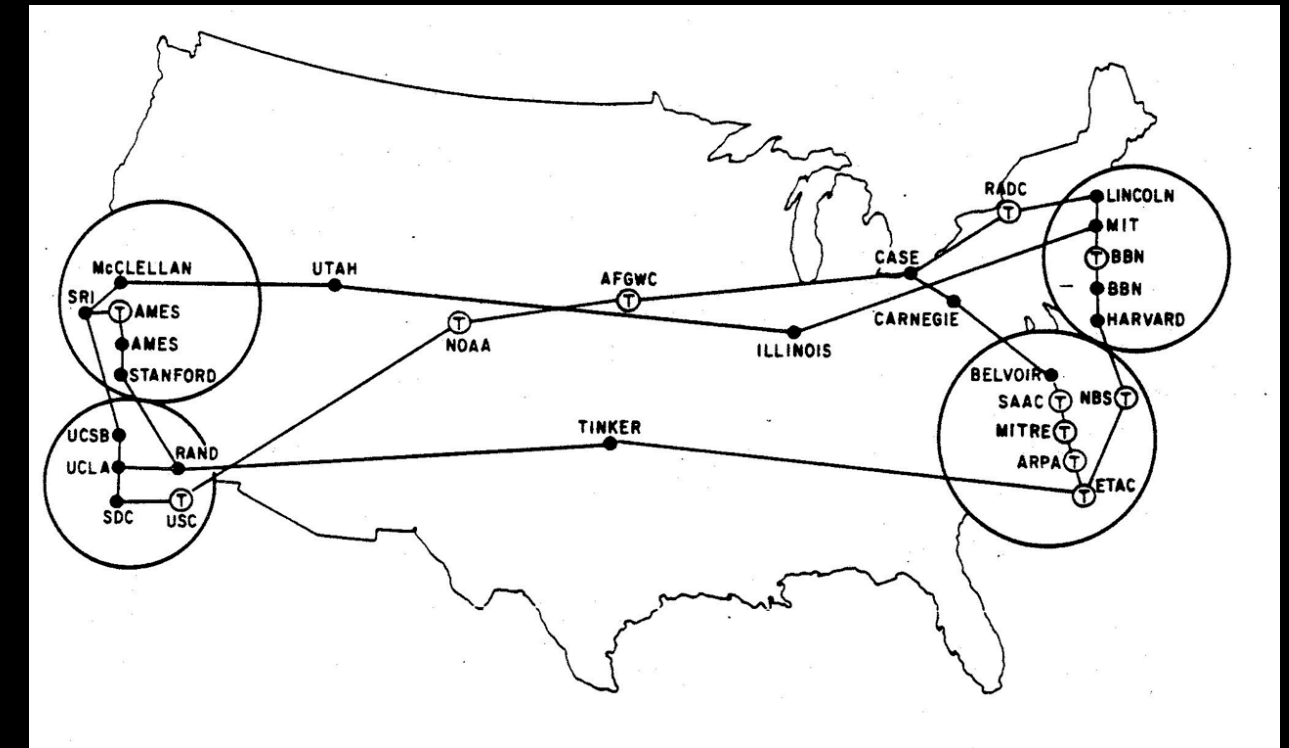 RADC
LINCOLN
MIT
T
T
BBN
CASE
McCLELLAN
UTAH
AFGWC
BBN
SRI
T
AMES
T
CARNEGIE
HARVARD
T
NOAA
ILLINOIS
AMES
STANFORD
BELVOIR
SAAC
T
NBS
T
UCSB
TINKER
MITRE
T
RAND
UCLA
ARPA
T
ETAC
T
SDC
T
USC